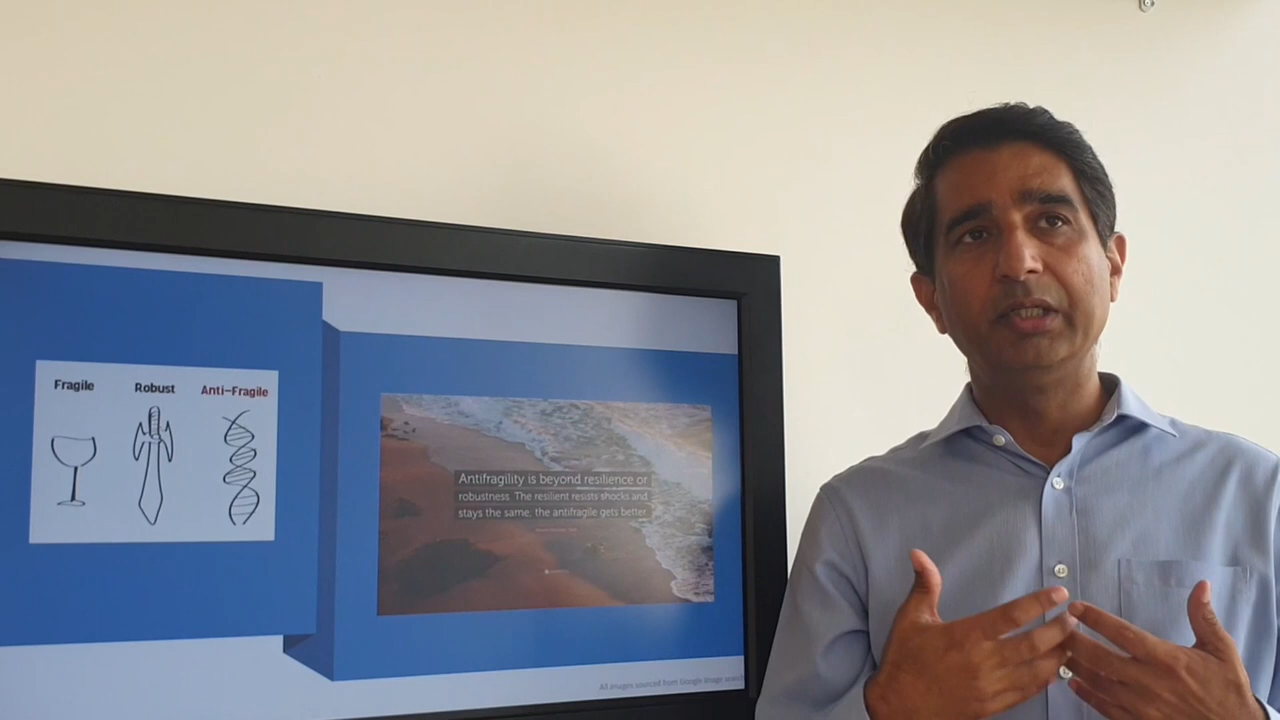 Fragile
Robust
Anti-Fragile
Antifragility is beyond resilience or
robustness. The resilient resists shocks and
stays the same; the antifragile gets better
All images sourced from Google Image search